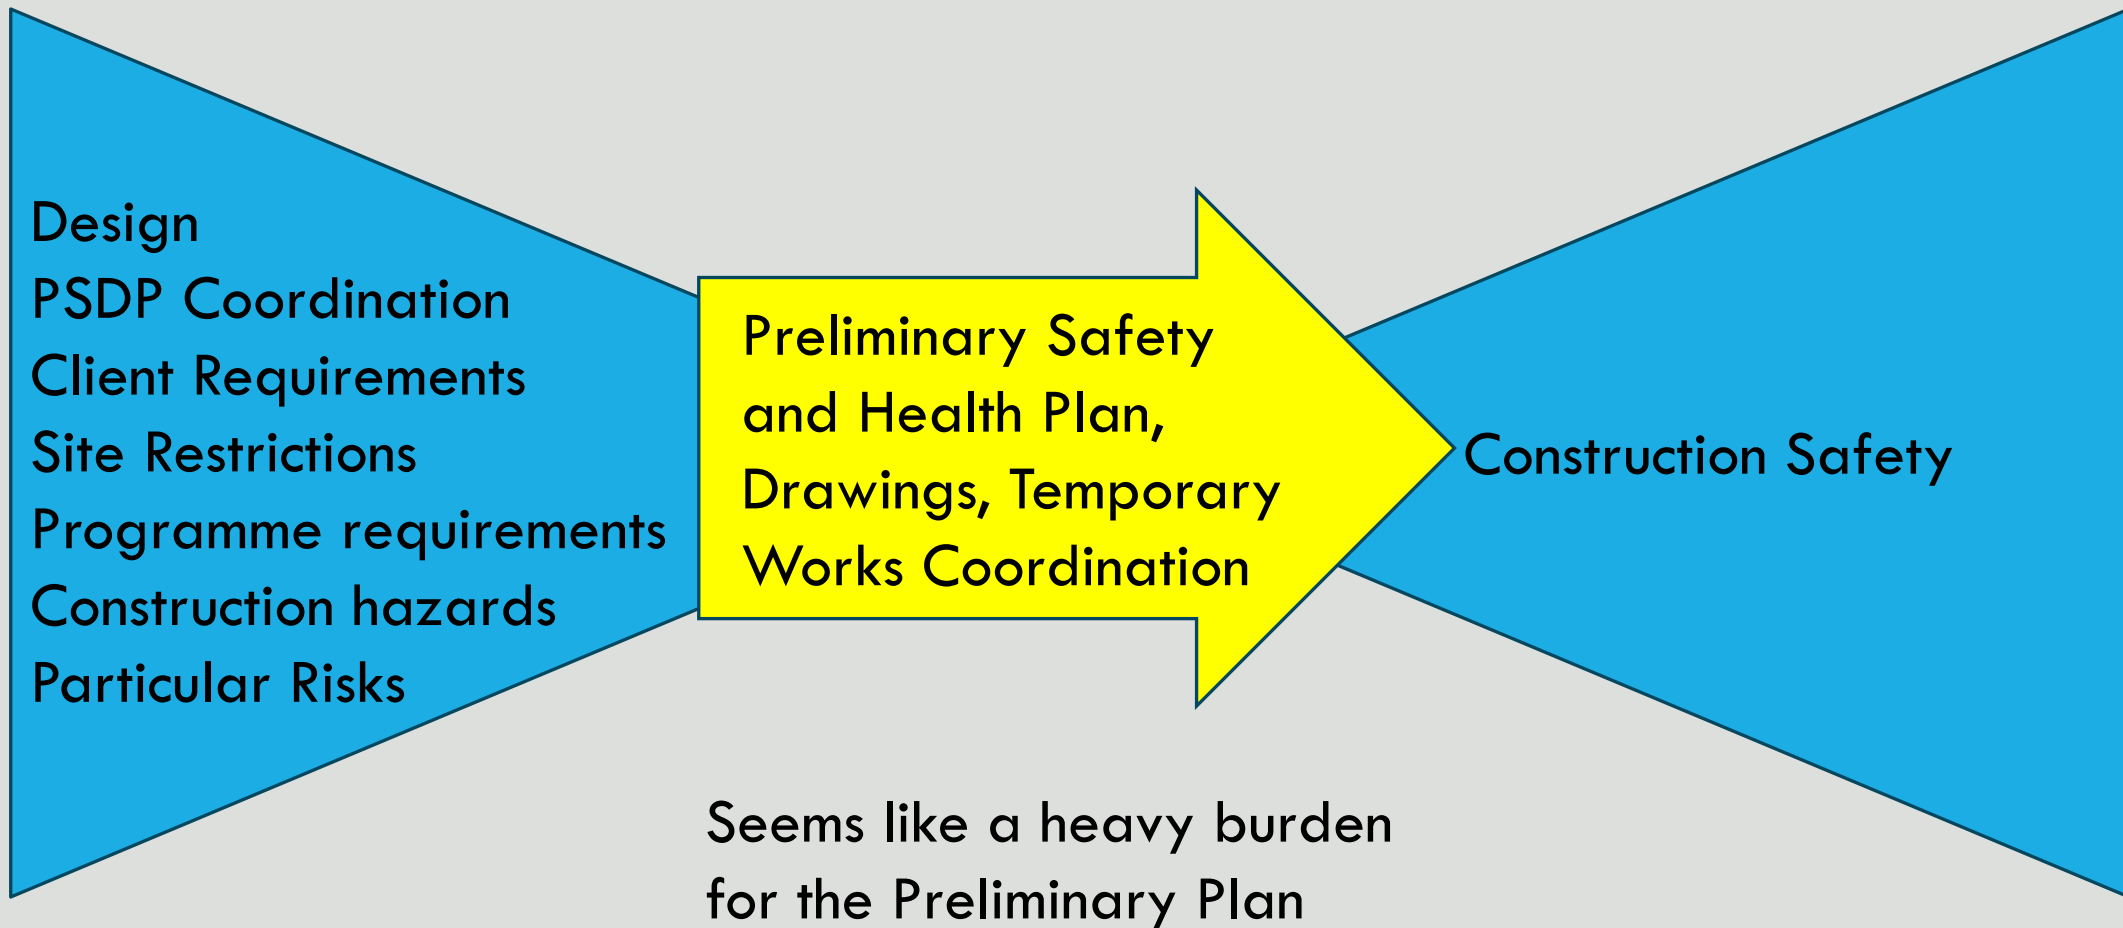 Design
PSDP Coordination
Client Requirements
Site Restrictions
Programme requirements
Construction hazards
Particular Risks
Preliminary Safety
and Health Plan,
Drawings, Temporary
Works Coordination
Construction Safety
Seems like a heavy burden
for the Preliminary Plan